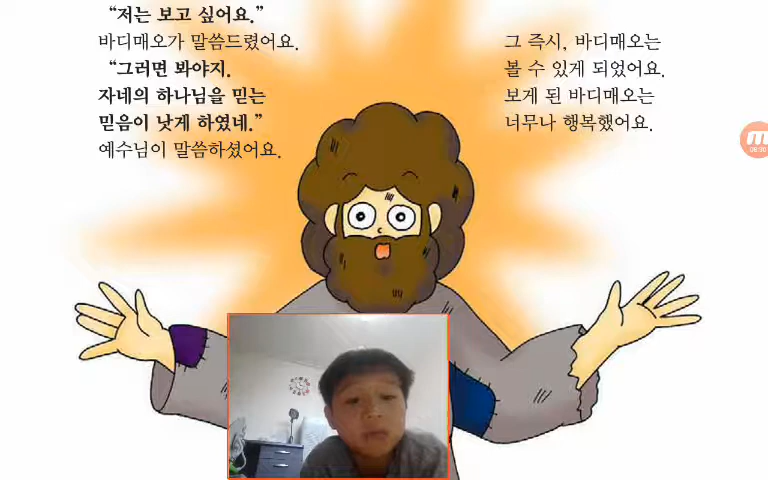 “저는 보고 싶어요.”
바디매오가 말씀드렸어요.
“그러면 봐야지.
자네의 하나님을 믿는
믿음이 낫게 하였네.”
예수님이 말씀하셨어요.
그 즉시, 바디매오는
볼 수 있게 되었어요.
보게 된 바디매오는
너무나 행복했어요.